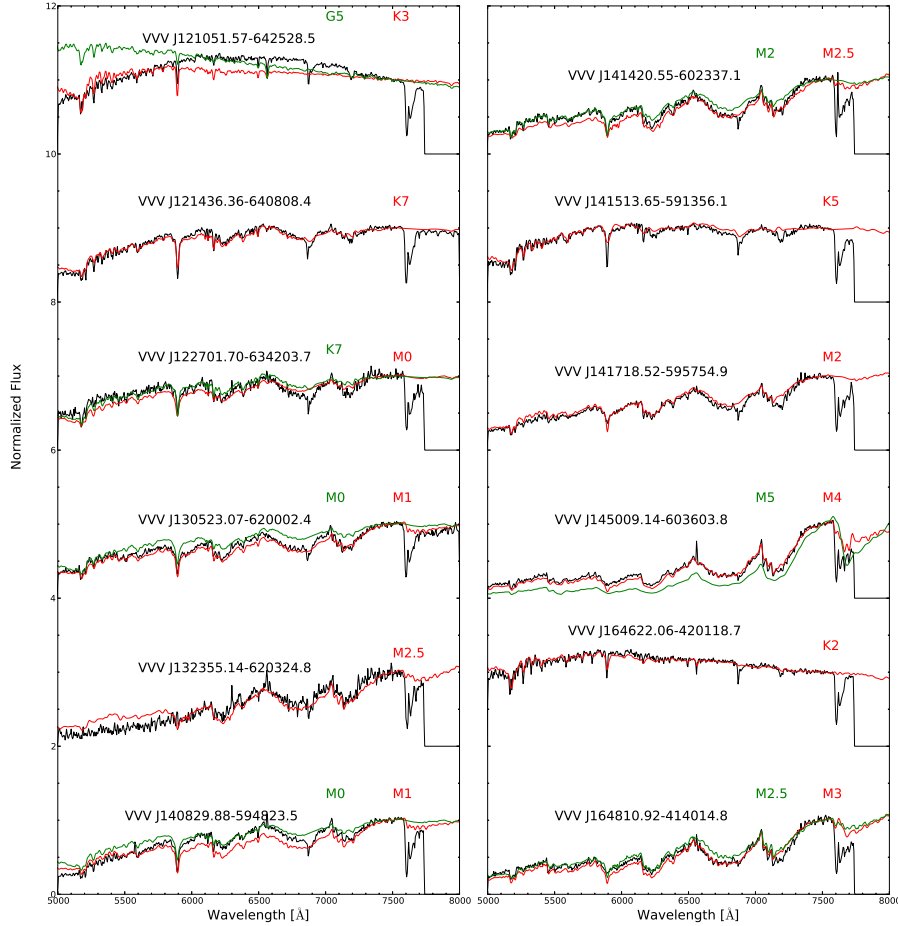 G5 K3
VVV J121051.57-642528.5
K7
VVV J121436.36-640808.4
K7 M0
VVV J122701.70-634203.7
M0 M1
VVV J130523.07-620002.4
M2.5
VVV J132355.14-620324.8
M0 M1
VVV J140829.88-594823.5
12
10
8
6
4
2
0
Normalized Flux
5000 5500 6000 6500 7000 7500 8000
Wavelength [Å]
M2 M2.5
VVV J141420.55-602337.1
K5
VVV J141513.65-591356.1
M2
VVV J141718.52-595754.9
M5 M4
VVV J145009.14-603603.8
K2
VVV J164622.06-420118.7
M2.5 M3
VVV J164810.92-414014.8
5000 5500 6000 6500 7000 7500 8000
Wavelength [Å]